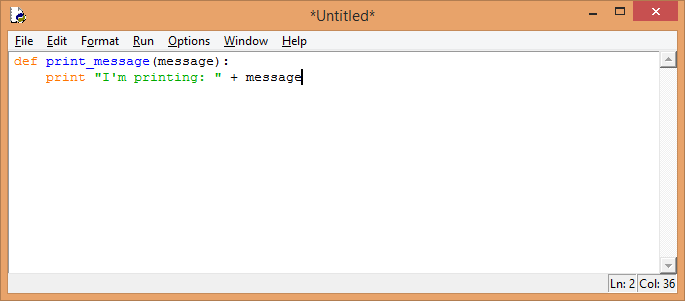 *Untitled*
File Edit Format Run Options Window Help
def print_message(message):
    print "I'm printing: " + message
Ln: 2 Col: 36